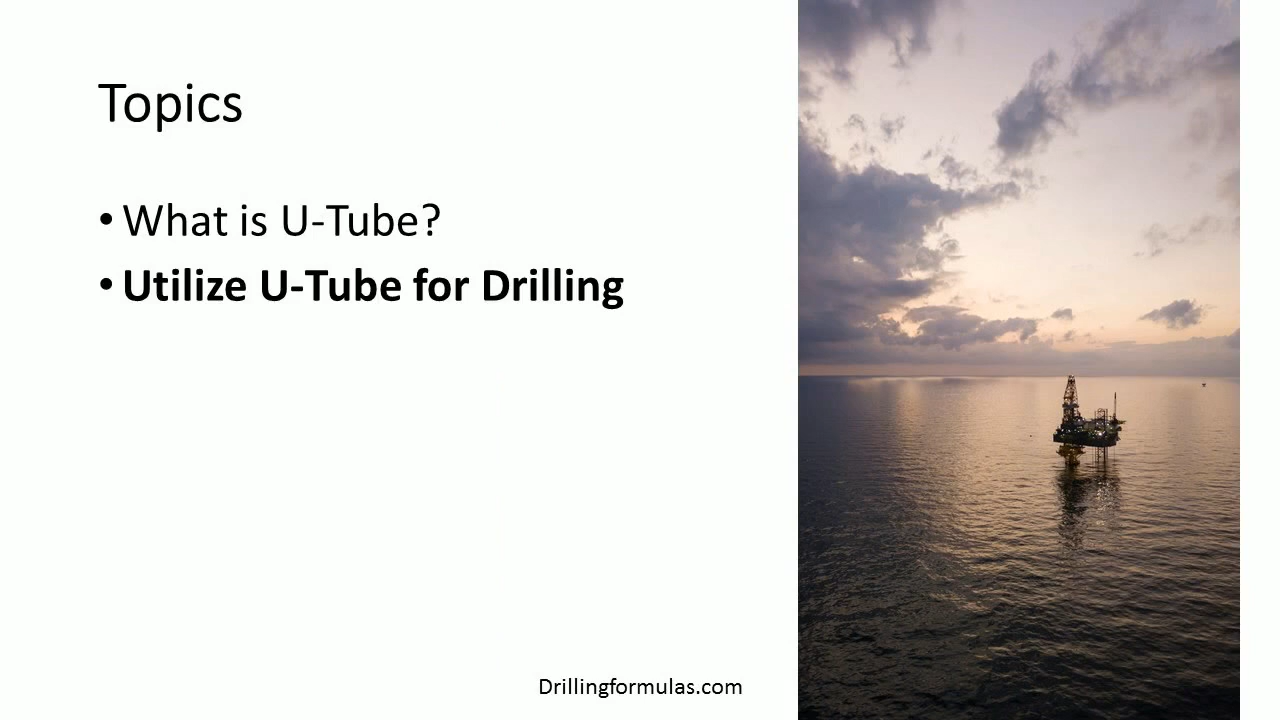 Topics
• What is U-Tube?
• Utilize U-Tube for Drilling
Drillingformulas.com